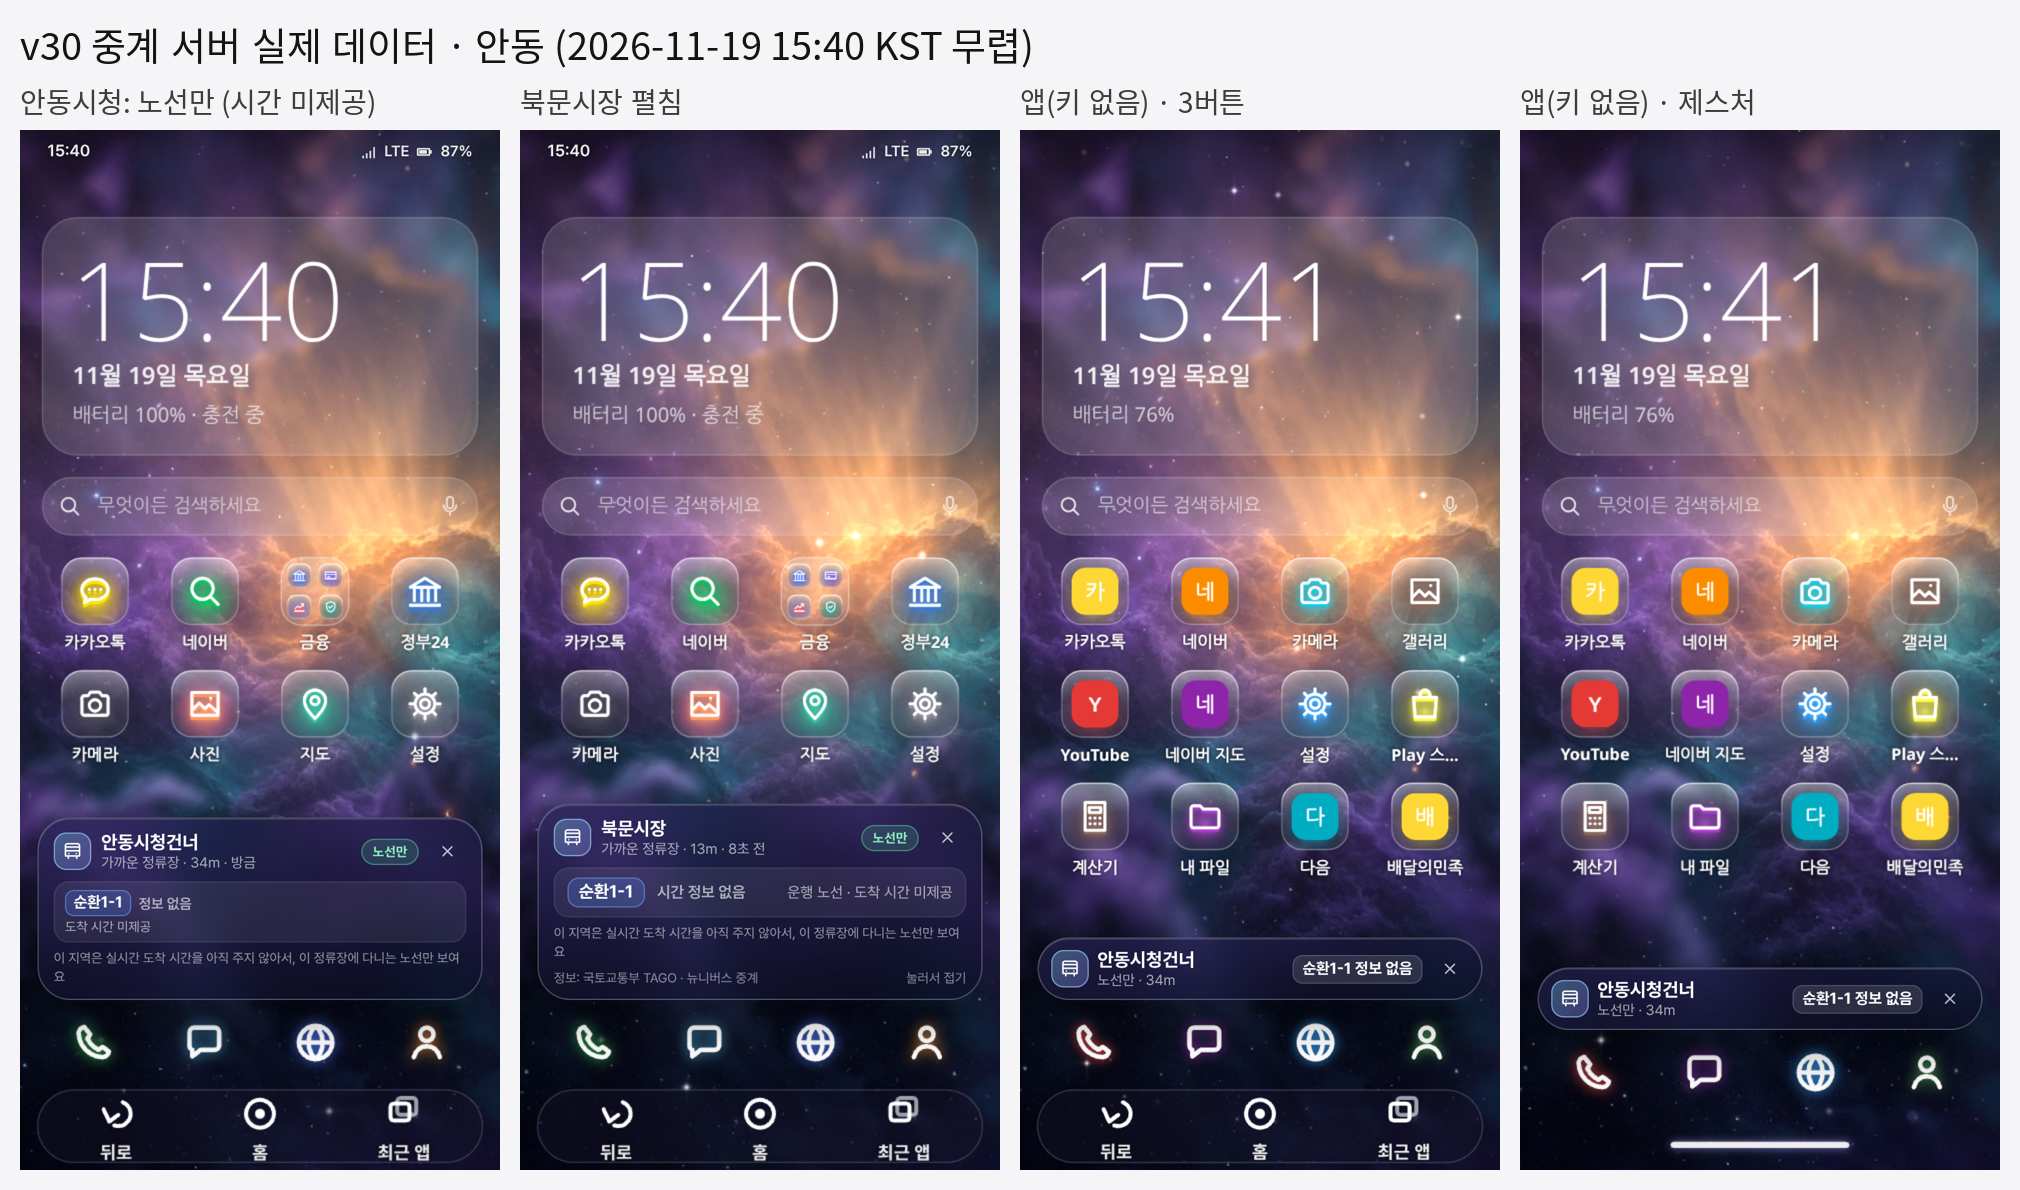 v30 중계 서버 실제 데이터 · 안동 (2026-11-19 15:40 KST 무렵)
안동시청: 노선만 (시간 미제공)
15:40 LTE 87%
15:40
11월 19일 목요일
배터리 100% · 충전 중
무엇이든 검색하세요
카카오톡 네이버 금융 정부24
카메라 사진 지도 설정
안동시청건너
가까운 정류장 · 34m · 방금
노선만
순환1-1 정보 없음
도착 시간 미제공
이 지역은 실시간 도착 시간을 아직 주지 않아서, 이 정류장에 다니는 노선만 보여
요
뒤로 홈 최근 앱
북문시장 펼침
15:40 LTE 87%
15:40
11월 19일 목요일
배터리 100% · 충전 중
무엇이든 검색하세요
카카오톡 네이버 금융 정부24
카메라 사진 지도 설정
북문시장
가까운 정류장 · 13m · 8초 전
노선만
순환1-1 시간 정보 없음 운행 노선 · 도착 시간 미제공
이 지역은 실시간 도착 시간을 아직 주지 않아서, 이 정류장에 다니는 노선만 보여
요
정보: 국토교통부 TAGO · 뉴니버스 중계 눌러서 접기
뒤로 홈 최근 앱
앱(키 없음) · 3버튼
15:41
11월 19일 목요일
배터리 76%
무엇이든 검색하세요
카 네
카카오톡 네이버 카메라 갤러리
Y 네
YouTube 네이버 지도 설정 Play 스...
다 배
계산기 내 파일 다음 배달의민족
안동시청건너
노선만 · 34m
순환1-1 정보 없음
뒤로 홈 최근 앱
앱(키 없음) · 제스처
15:41
11월 19일 목요일
배터리 76%
무엇이든 검색하세요
카 네
카카오톡 네이버 카메라 갤러리
Y 네
YouTube 네이버 지도 설정 Play 스...
다 배
계산기 내 파일 다음 배달의민족
안동시청건너
노선만 · 34m
순환1-1 정보 없음